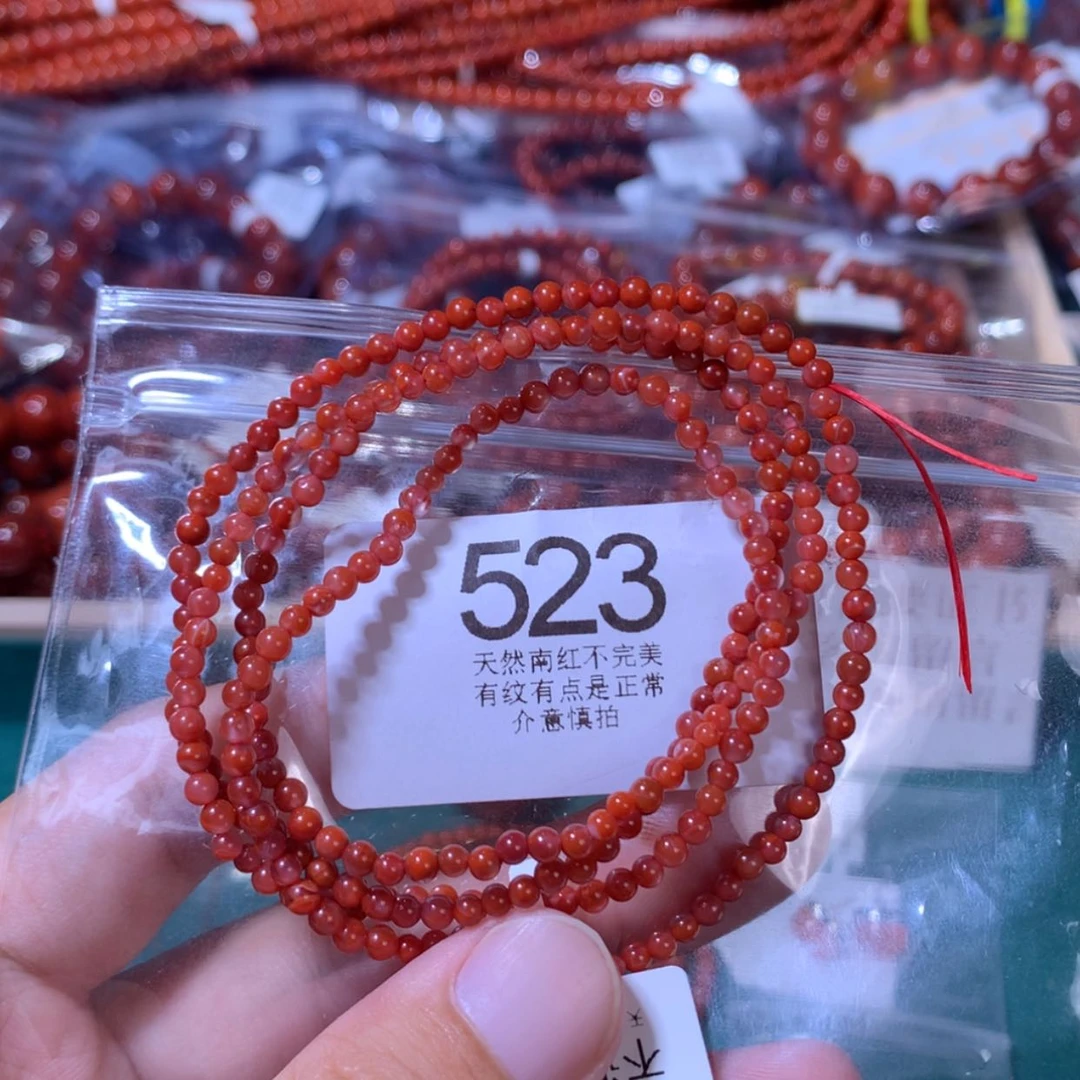 523
天然南红不完美
有纹有点是正常
介意慎拍
天